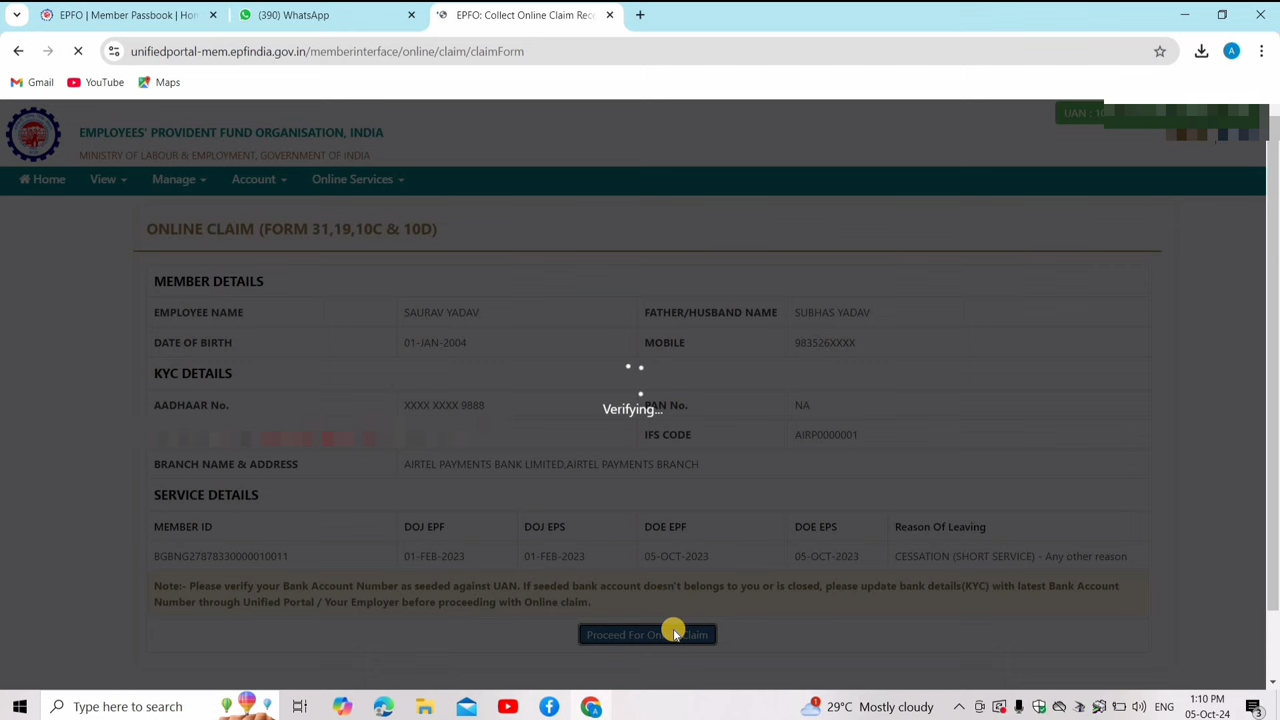 EPFO | Member Passbook | Hon
(390) WhatsApp
EPFO: Collect Online Claim Rece
unifiedportal-mem.epfindia.gov.in/memberinterface/online/claim/claimForm
A
Gmail YouTube Maps
UAN : 10
EMPLOYEES' PROVIDENT FUND ORGANISATION, INDIA
MINISTRY OF LABOUR & EMPLOYMENT, GOVERNMENT OF INDIA
Home View Manage Account Online Services
ONLINE CLAIM (FORM 31,19,10C & 10D)
MEMBER DETAILS
EMPLOYEE NAME SAURAV YADAV FATHER/HUSBAND NAME SUBHAS YADAV
DATE OF BIRTH 01-JAN-2004 MOBILE 983526XXXX
KYC DETAILS
AADHAAR No. XXXX XXXX 9888 PAN No. NA
Verifying...
IFS CODE AIRP0000001
BRANCH NAME & ADDRESS AIRTEL PAYMENTS BANK LIMITED,AIRTEL PAYMENTS BRANCH
SERVICE DETAILS
MEMBER ID DOJ EPF DOJ EPS DOE EPF DOE EPS Reason Of Leaving
BGBNG27878330000010011 01-FEB-2023 01-FEB-2023 05-OCT-2023 05-OCT-2023 CESSATION (SHORT SERVICE) - Any other reason
Note:- Please verify your Bank Account Number as seeded against UAN. If seeded bank account doesn't belongs to you or is closed, please update bank details(KYC) with latest Bank Account
Number through Unified Portal / Your Employer before proceeding with Online claim.
Proceed For Online Claim
Type here to search 29°C Mostly cloudy ENG 1:10 PM
05-Oct-24 3